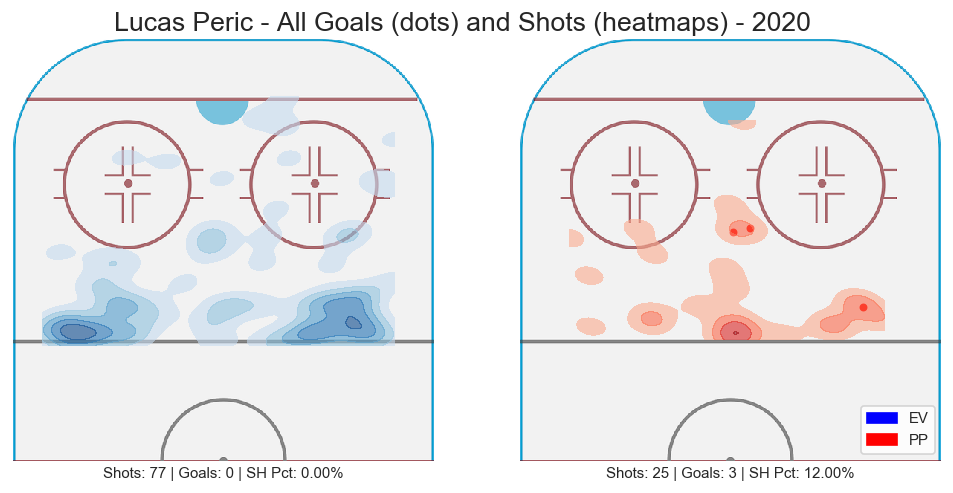 Lucas Peric - All Goals (dots) and Shots (heatmaps) - 2020
EV
PP
Shots: 77 | Goals: 0 | SH Pct: 0.00%
Shots: 25 | Goals: 3 | SH Pct: 12.00%